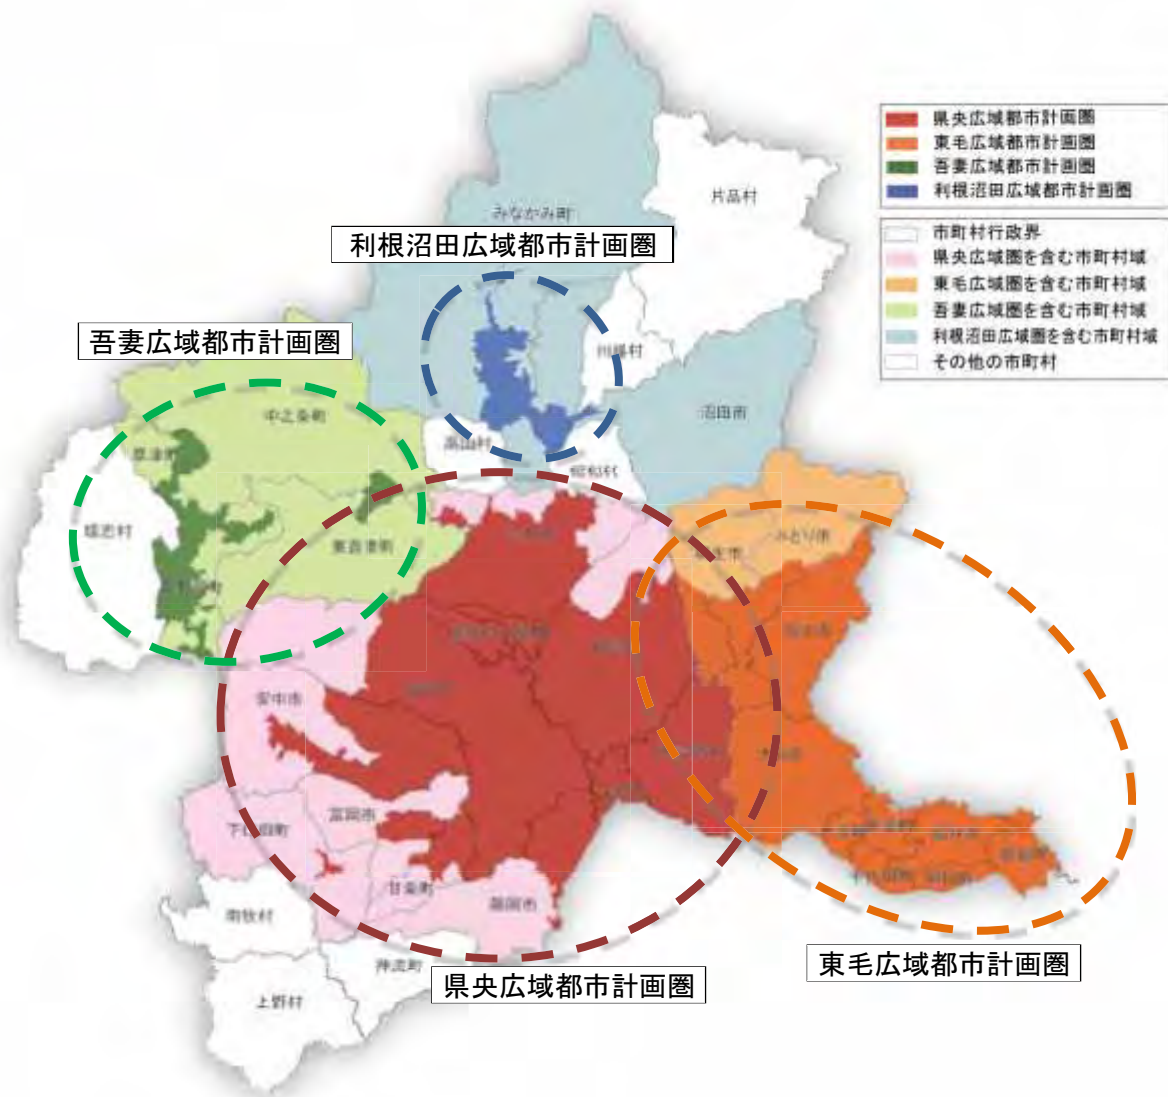 県央広域都市計画圏
東毛広域都市計画圏
吾妻広域都市計画圏
利根沼田広域都市計画圏
市町村行政界
県央広域圏を含む市町村域
東毛広域圏を含む市町村域
吾妻広域圏を含む市町村域
利根沼田広域圏を含む市町村域
その他の市町村
片品村
みなかみ町
利根沼田広域都市計画圏
吾妻広域都市計画圏
川場村
中之条町
沼田市
高山村
草津町
昭和村
嬬恋村
東吾妻町
みどり市
桐生市
安中市
太田市
富岡市
下仁田町
甘楽町
藤岡市
南牧村
神流町
東毛広域都市計画圏
県央広域都市計画圏
上野村